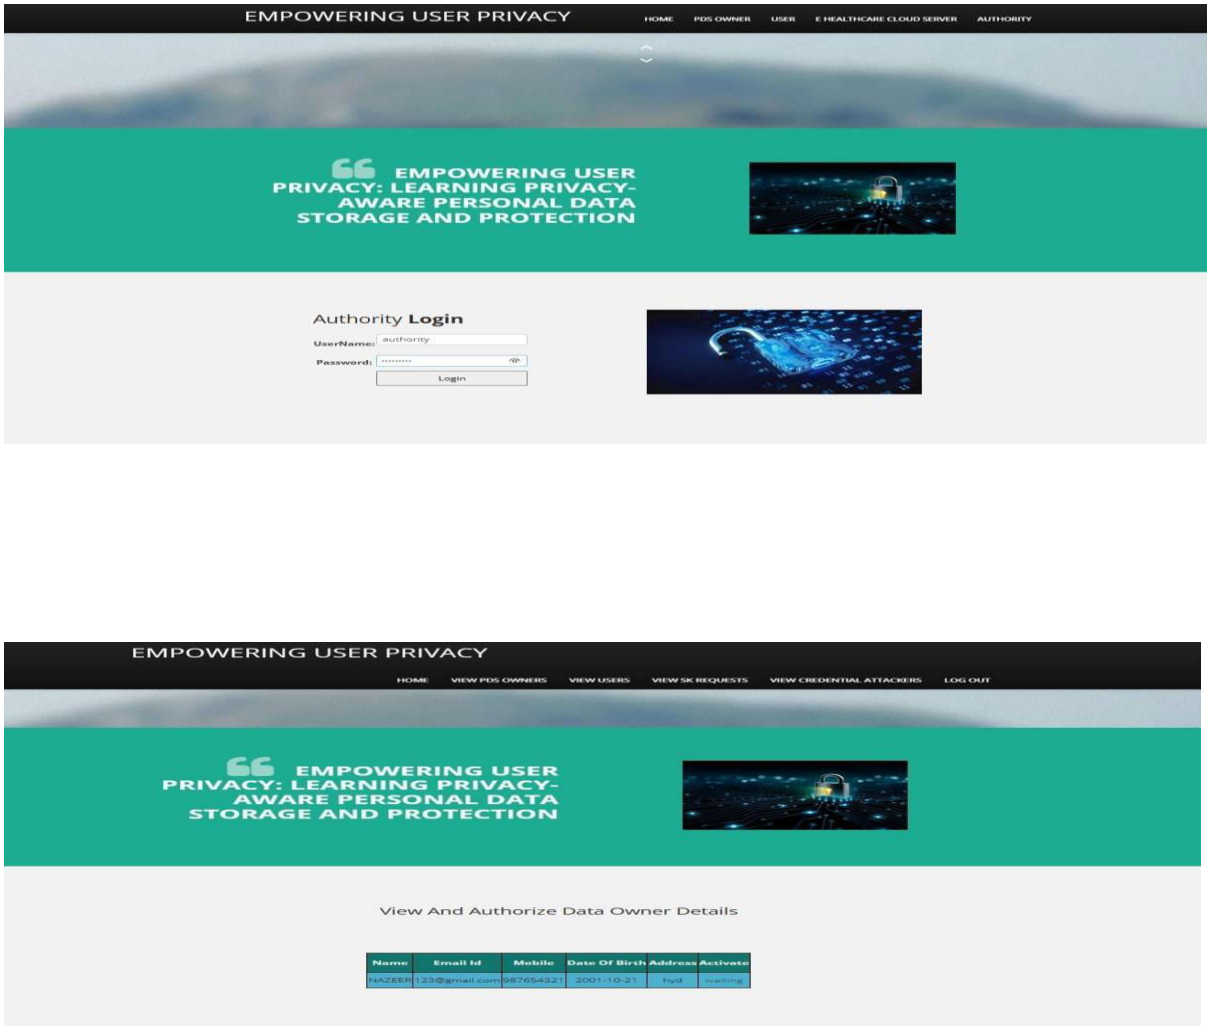 EMPOWERING USER PRIVACY
HOME PDS OWNER USER E HEALTHCARE CLOUD SERVER AUTHORITY
EMPOWERING USER
PRIVACY: LEARNING PRIVACY-
AWARE PERSONAL DATA
STORAGE AND PROTECTION
Authority Login
UserName: authority
Password: ·········
Login
EMPOWERING USER PRIVACY
HOME VIEW PDS OWNERS VIEW USERS VIEW SK REQUESTS VIEW CREDENTIAL ATTACKERS LOG OUT
EMPOWERING USER
PRIVACY: LEARNING PRIVACY-
AWARE PERSONAL DATA
STORAGE AND PROTECTION
View And Authorize Data Owner Details
Name Email Id Mobile Date Of Birth Address Activate
NAZEER 123@gmail.com 987654321 2001-10-21 hyd waiting